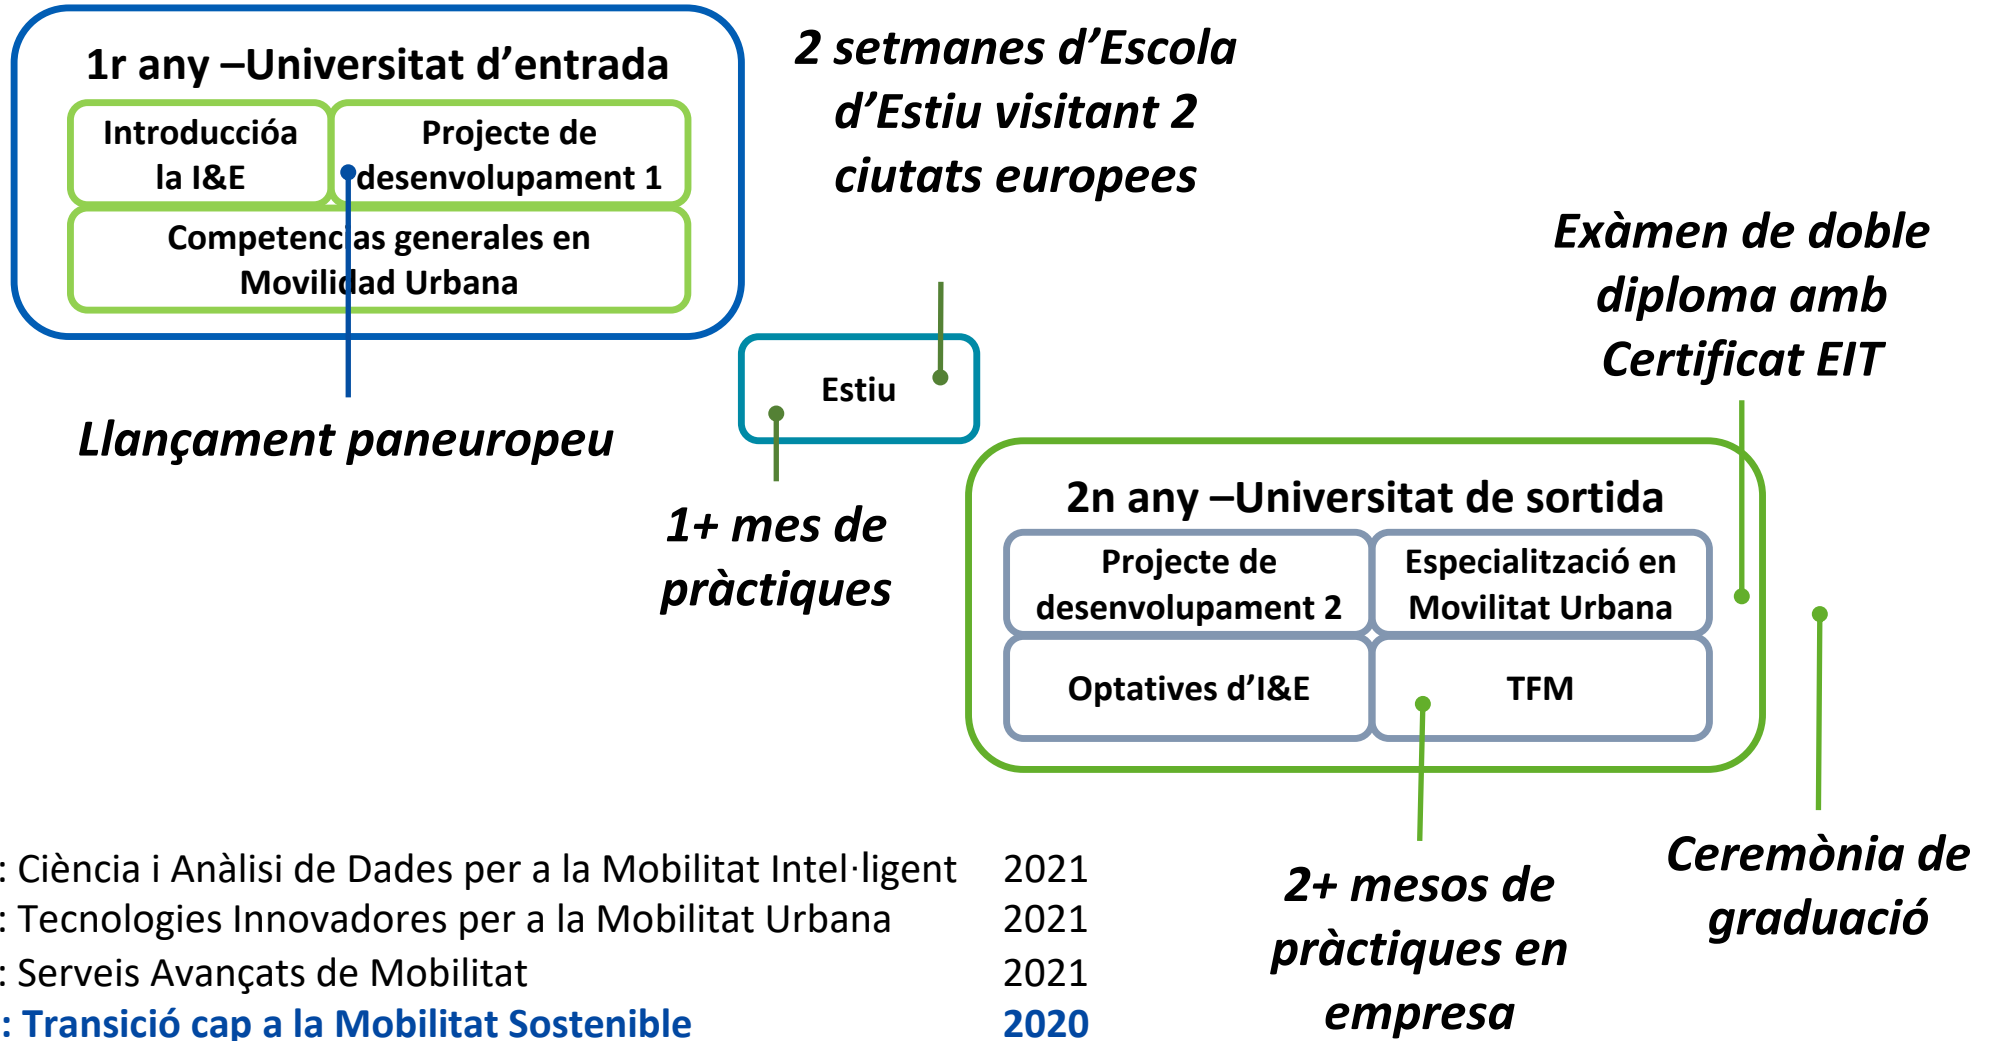 1r any –Universitat d’entrada
Introduccióa
la I&E
Projecte de
desenvolupament 1
Competencias generales en
Movilidad Urbana
Llançament paneuropeu
2 setmanes d’Escola
d’Estiu visitant 2
ciutats europees
Estiu
1+ mes de
pràctiques
Exàmen de doble
diploma amb
Certificat EIT
2n any –Universitat de sortida
Projecte de
desenvolupament 2
Especialització en
Movilitat Urbana
Optatives d’I&E
TFM
2+ mesos de
pràctiques en
empresa
Ceremònia de
graduació
: Ciència i Anàlisi de Dades per a la Mobilitat Intel·ligent 2021
: Tecnologies Innovadores per a la Mobilitat Urbana 2021
: Serveis Avançats de Mobilitat 2021
: Transició cap a la Mobilitat Sostenible 2020